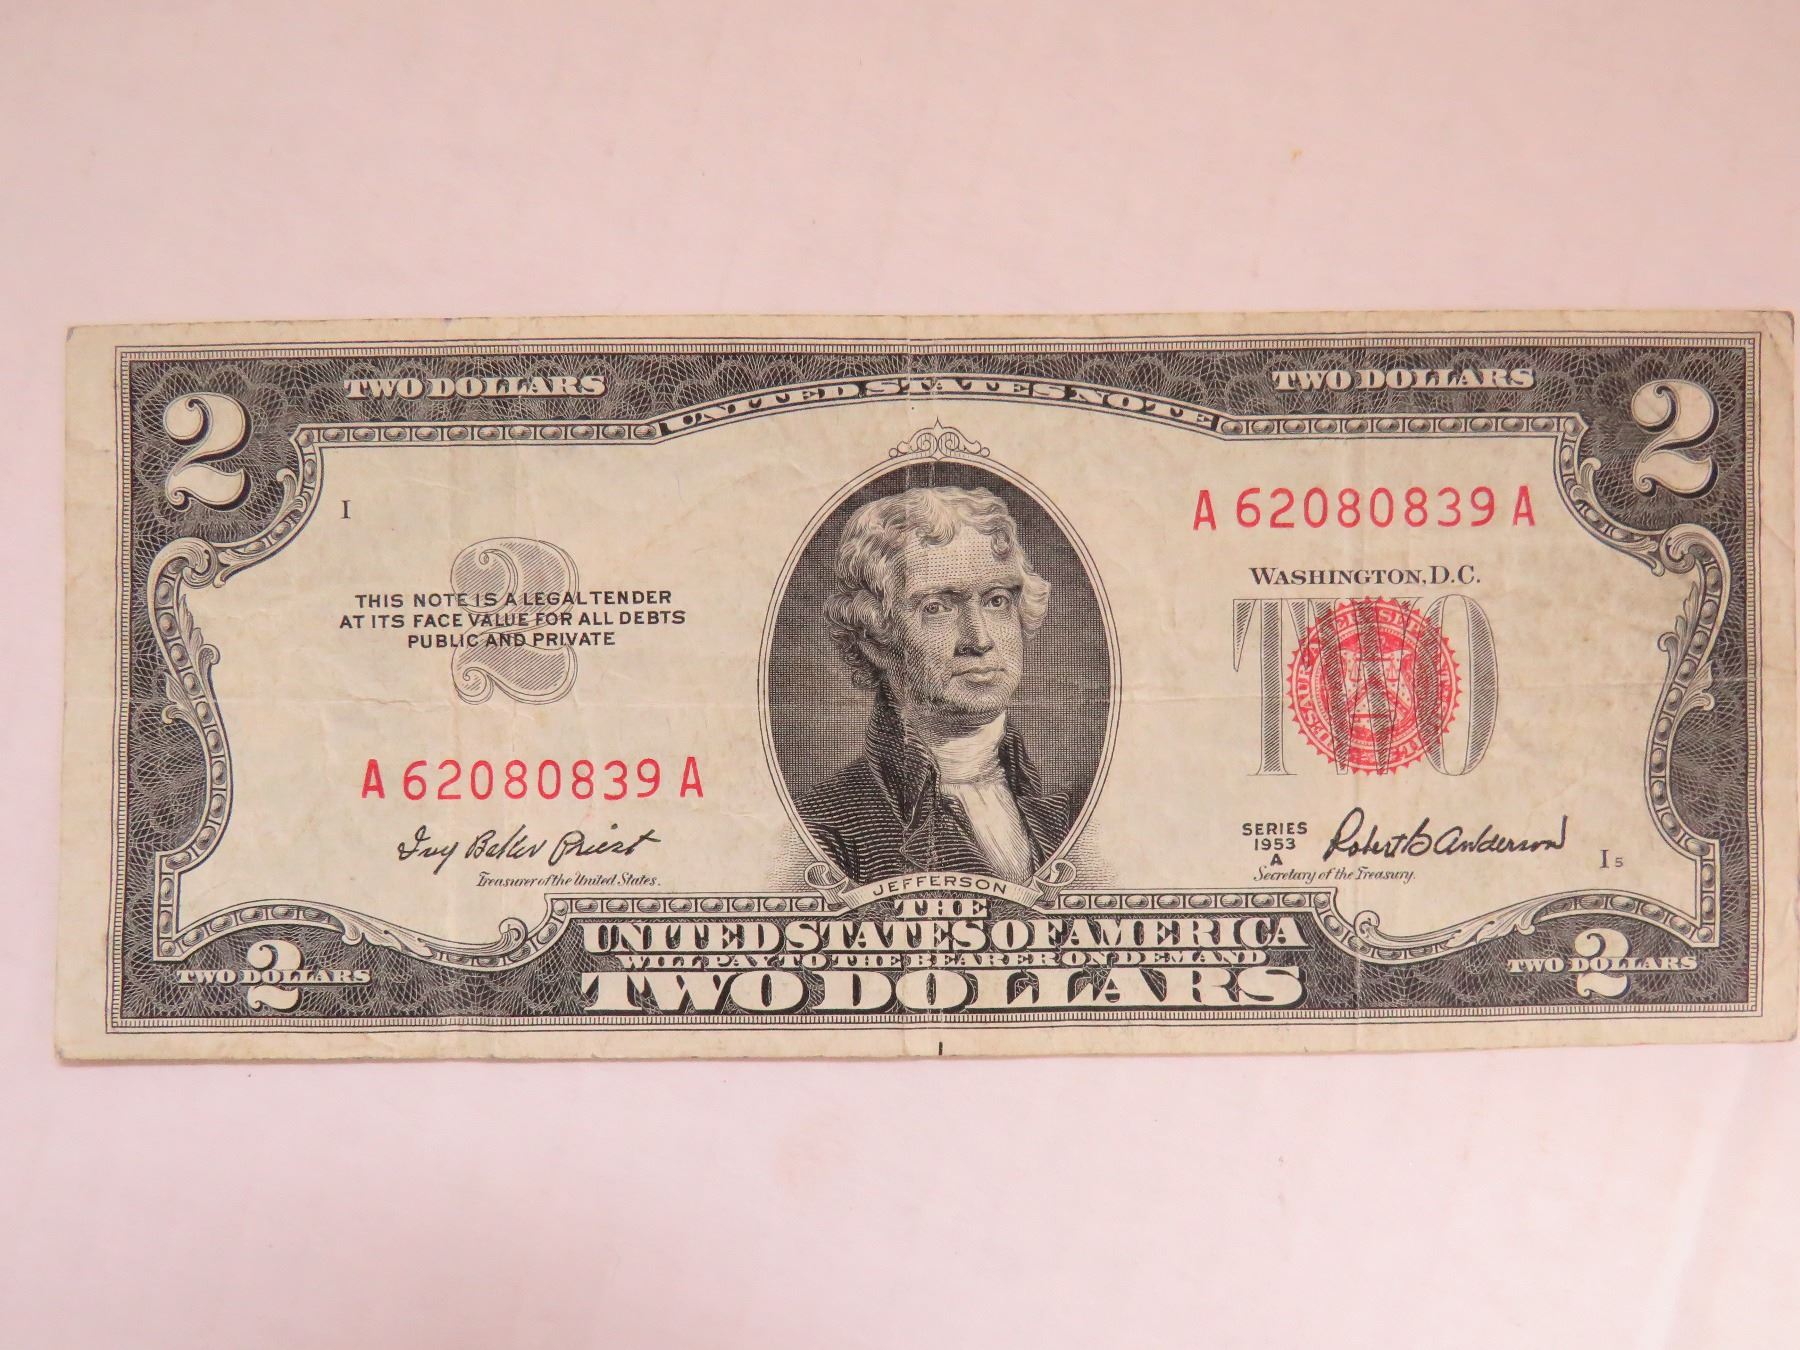 TWO DOLLARS
UNITED STATES NOTE
TWO DOLLARS
2
2
I
A 62080839 A
WASHINGTON, D.C.
THIS NOTE IS A LEGAL TENDER
AT ITS FACE VALUE FOR ALL DEBTS
PUBLIC AND PRIVATE
2
TWO
A 62080839 A
Ivy Baker Priest
Treasurer of the United States.
SERIES
1953
A
Robert B Anderson
Secretary of the Treasury.
I 5
JEFFERSON
THE
UNITED STATES OF AMERICA
WILL PAY TO THE BEARER ON DEMAND
TWO DOLLARS
TWO DOLLARS
2
TWO DOLLARS
2